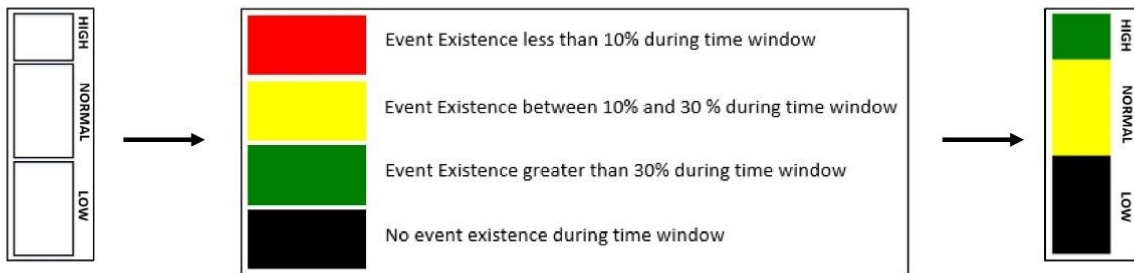 HIGH
NORMAL
LOW
Event Existence less than 10% during time window
Event Existence between 10% and 30 % during time window
Event Existence greater than 30% during time window
No event existence during time window
HIGH
NORMAL
LOW